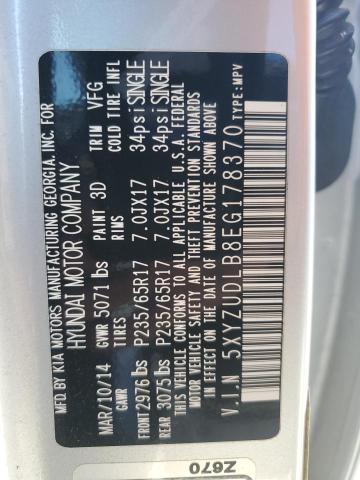 MFD. BY KIA MOTORS MANUFACTURING GEORGIA, INC. FOR
HYUNDAI MOTOR COMPANY
MAR/10/14 PAINT 3D TRIM VFG
GVWR 5071 lbs
GAWR TIRES RIMS COLD TIRE INFL
FRONT 2976 lbs P235/65R17 7.0JX17 34psi SINGLE
REAR 3075 lbs P235/65R17 7.0JX17 34psi SINGLE
THIS VEHICLE CONFORMS TO ALL APPLICABLE U.S.A. FEDERAL
MOTOR VEHICLE SAFETY AND THEFT PREVENTION STANDARDS
IN EFFECT ON THE DATE OF MANUFACTURE SHOWN ABOVE.
V.I.N 5XYZUDLB8EG178370 TYPE:MPV
Z670